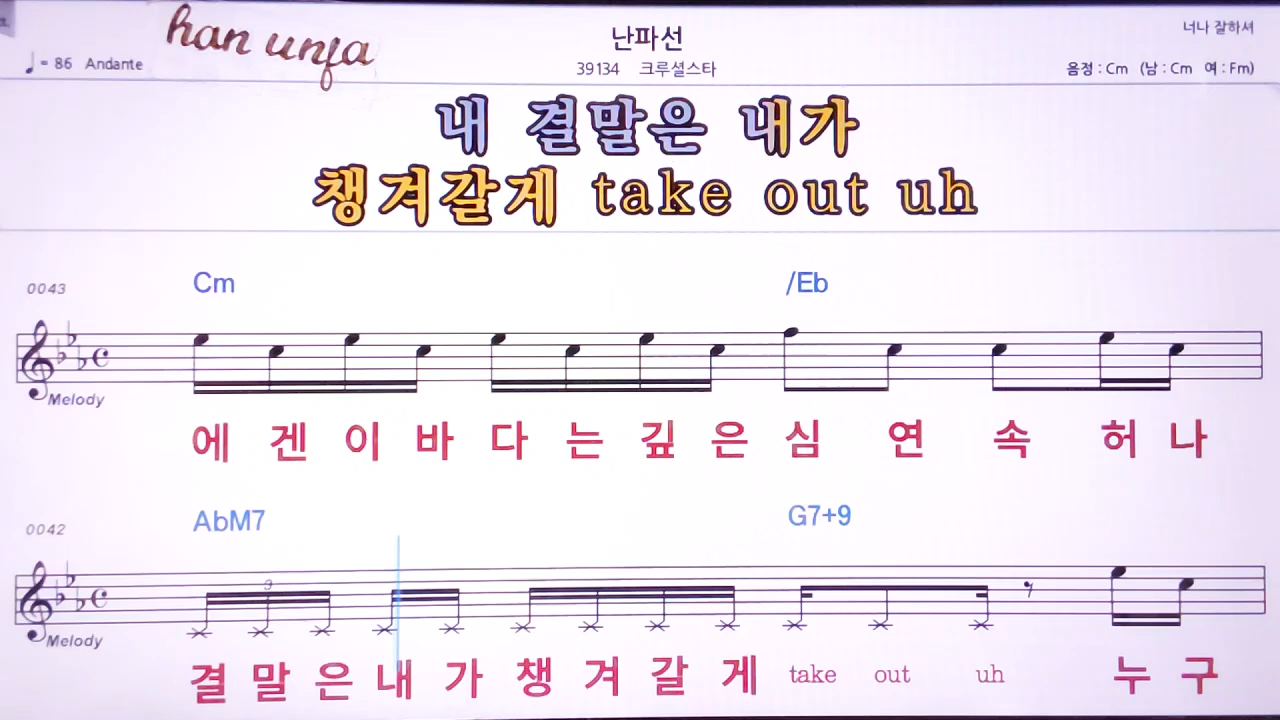 han unfa
난파선
너나 잘하셔
♩= 86 Andante
39134 크루셜스타
음정 : Cm (남 : Cm 여 : Fm)
내 결말은 내가
챙겨갈게 take out uh
0043
Cm /Eb
Melody
에 겐 이 바 다 는 깊 은 심 연 속 허 나
0042
AbM7 G7+9
3
Melody
결 말 은 내 가 챙 겨 갈 게 take out uh 누 구